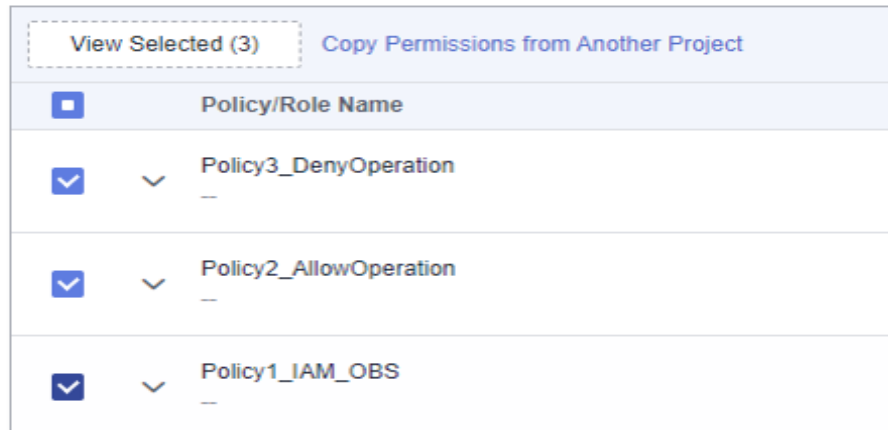 View Selected (3) Copy Permissions from Another Project
Policy/Role Name
Policy3_DenyOperation
--
Policy2_AllowOperation
--
Policy1_IAM_OBS
--